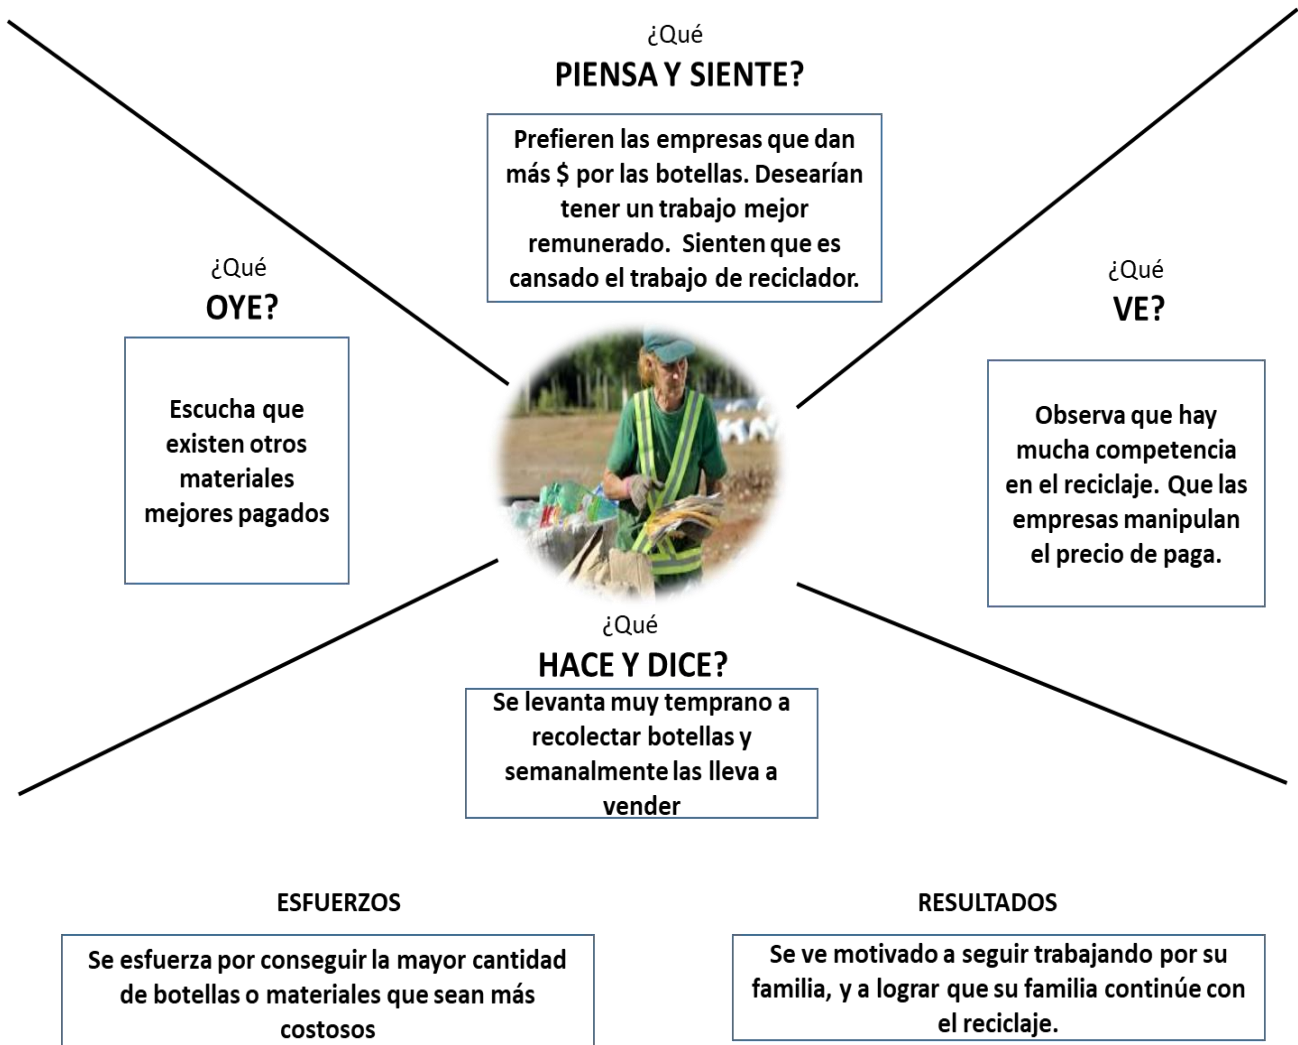 ¿Qué
PIENSA Y SIENTE?
Prefieren las empresas que dan
más $ por las botellas. Desearían
tener un trabajo mejor
remunerado. Sienten que es
cansado el trabajo de reciclador.
¿Qué
OYE?
Escucha que
existen otros
materiales
mejores pagados
¿Qué
VE?
Observa que hay
mucha competencia
en el reciclaje. Que las
empresas manipulan
el precio de paga.
¿Qué
HACE Y DICE?
Se levanta muy temprano a
recolectar botellas y
semanalmente las lleva a
vender
ESFUERZOS
Se esfuerza por conseguir la mayor cantidad
de botellas o materiales que sean más
costosos
RESULTADOS
Se ve motivado a seguir trabajando por su
familia, y a lograr que su familia continúe con
el reciclaje.